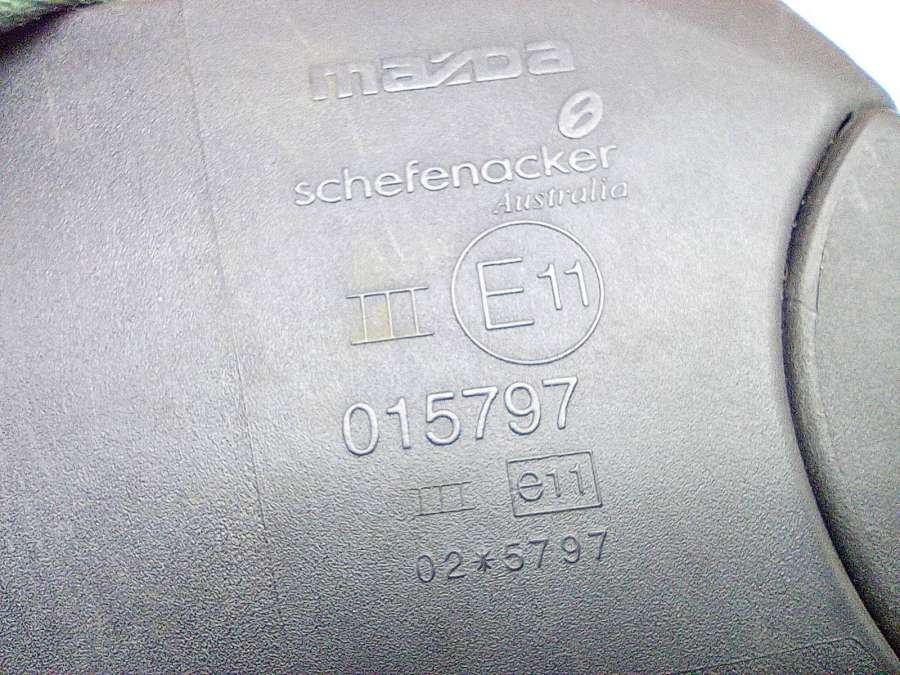 mazda
schefenacker
Australia
III E11
015797
III e11
02*5797